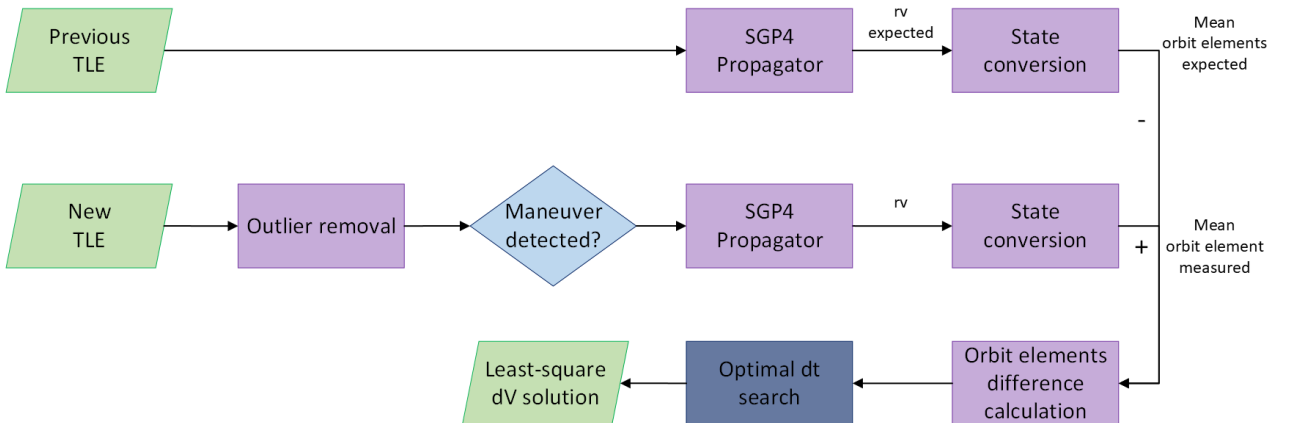 Previous
TLE
SGP4
Propagator
rv
expected
State
conversion
Mean
orbit elements
expected
-
New
TLE
Outlier removal
Maneuver
detected?
SGP4
Propagator
rv
State
conversion
+
Mean
orbit element
measured
Least-square
dV solution
Optimal dt
search
Orbit elements
difference
calculation